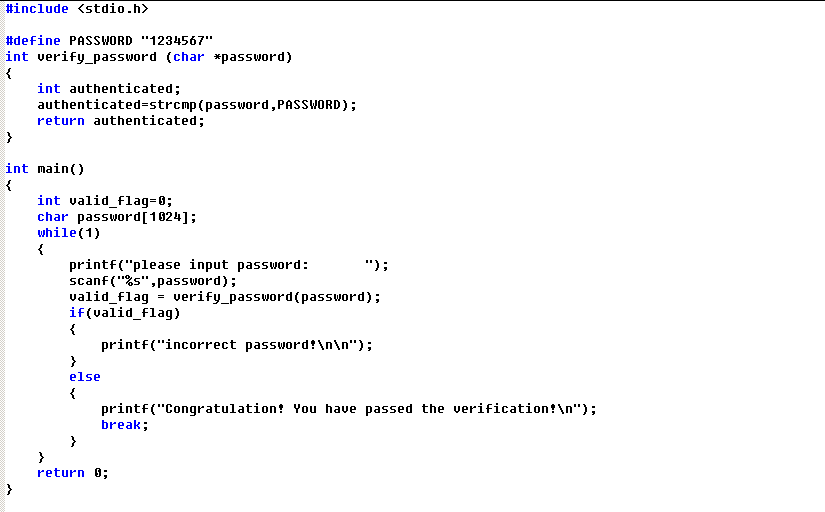 #include <stdio.h>
#define PASSWORD "1234567"
int verify_password (char *password)
{
    int authenticated;
    authenticated=strcmp(password,PASSWORD);
    return authenticated;
}
int main()
{
    int valid_flag=0;
    char password[1024];
    while(1)
    {
        printf("please input password:       ");
        scanf("%s",password);
        valid_flag = verify_password(password);
        if(valid_flag)
        {
            printf("incorrect password!\n\n");
        }
        else
        {
            printf("Congratulation! You have passed the verification!\n");
            break;
        }
    }
    return 0;
}